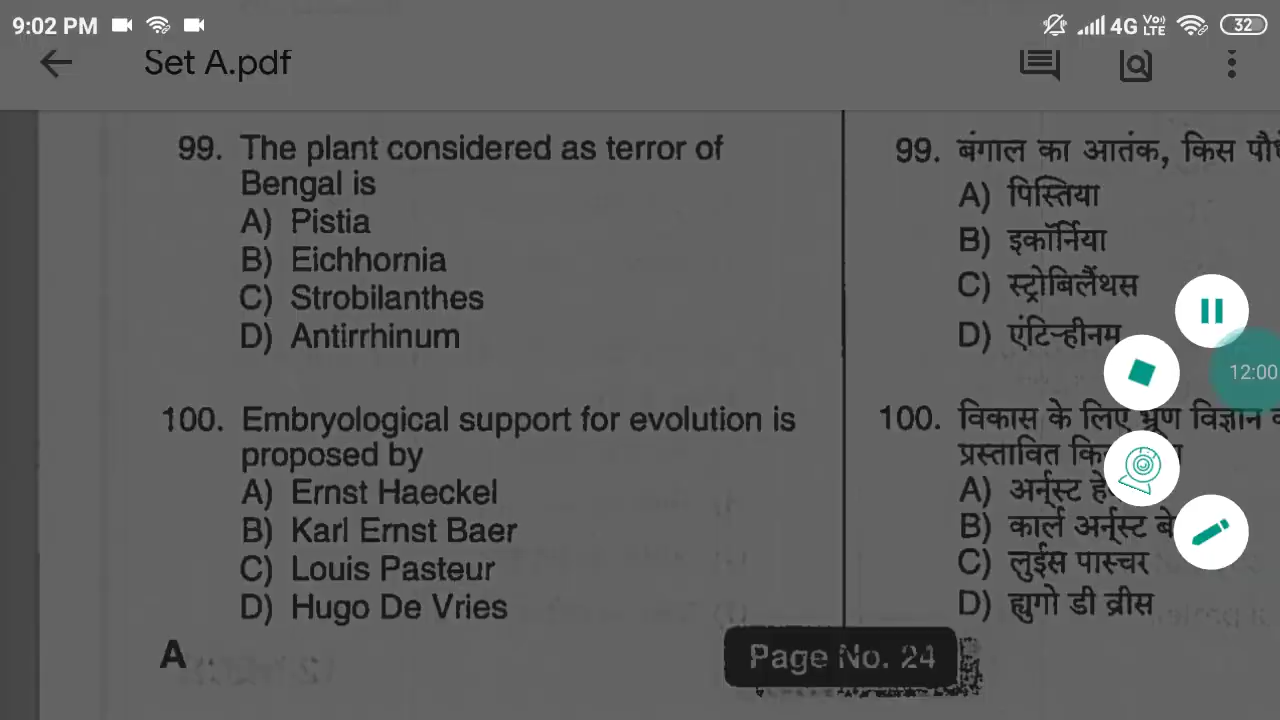 9:02 PM 4G Vo) LTE 32
Set A.pdf
99. The plant considered as terror of
Bengal is
A) Pistia
B) Eichhornia
C) Strobilanthes
D) Antirrhinum
100. Embryological support for evolution is
proposed by
A) Ernst Haeckel
B) Karl Ernst Baer
C) Louis Pasteur
D) Hugo De Vries
A
99. बंगाल का आतंक, किस
A) पिस्तिया
B) इकॉर्निया
C) स्ट्रोबिलैंथस
D) एंटिऱ्हीनम
100. विकास के लिए भ्रूण विज्ञान
प्रस्तावित
A) अर्न्स्ट
B) कार्ल अर्न्स्ट
C) लुईस पास्चर
D) ह्युगो डी व्रीस
12:00
Page No. 24